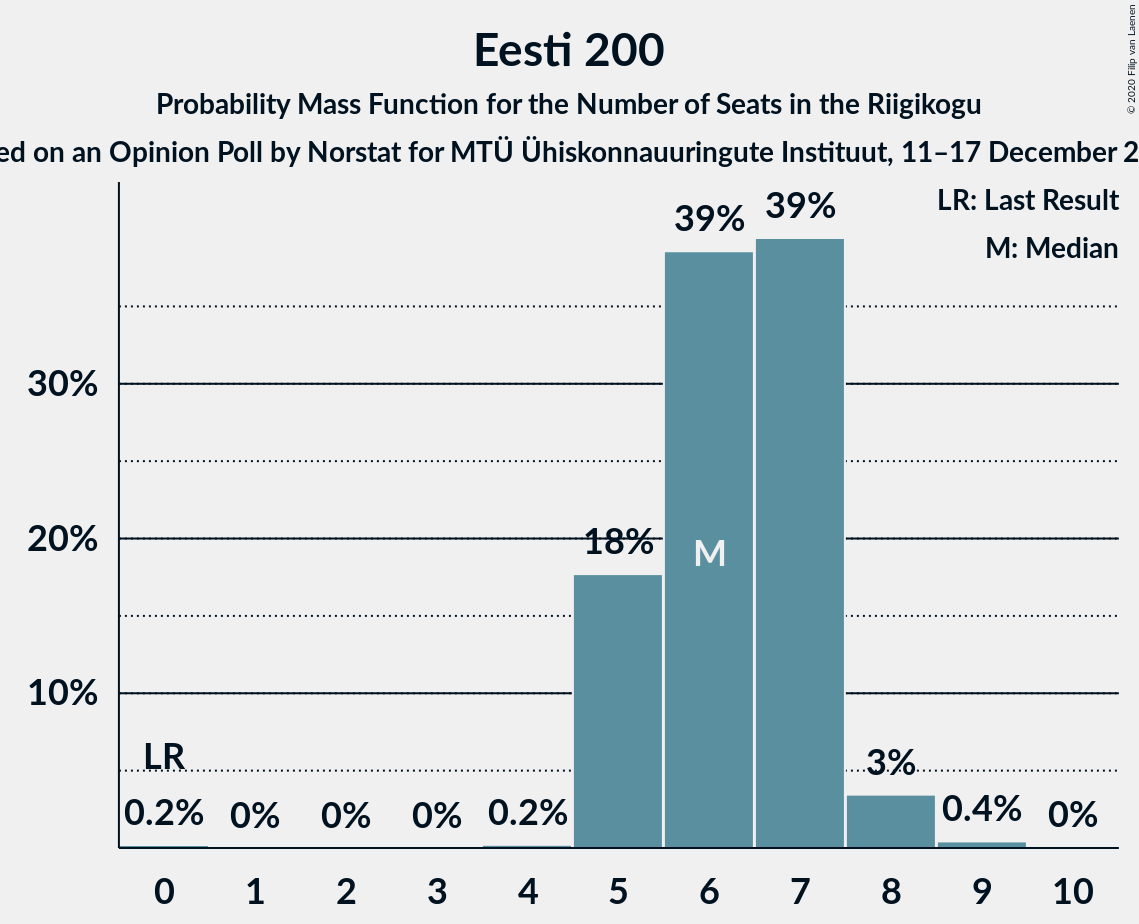 Eesti 200
Probability Mass Function for the Number of Seats in the Riigikogu
on an Opinion Poll by Norstat for MTÜ Ühiskonnauuringute Instituut, 11–17 December
© 2020 Filip van Laenen
LR: Last Result
M: Median
39%
39%
30%
20%
18%
M
10%
LR
3%
0.2%
0%
0%
0%
0.2%
0.4%
0%
0 1 2 3 4 5 6 7 8 9 10